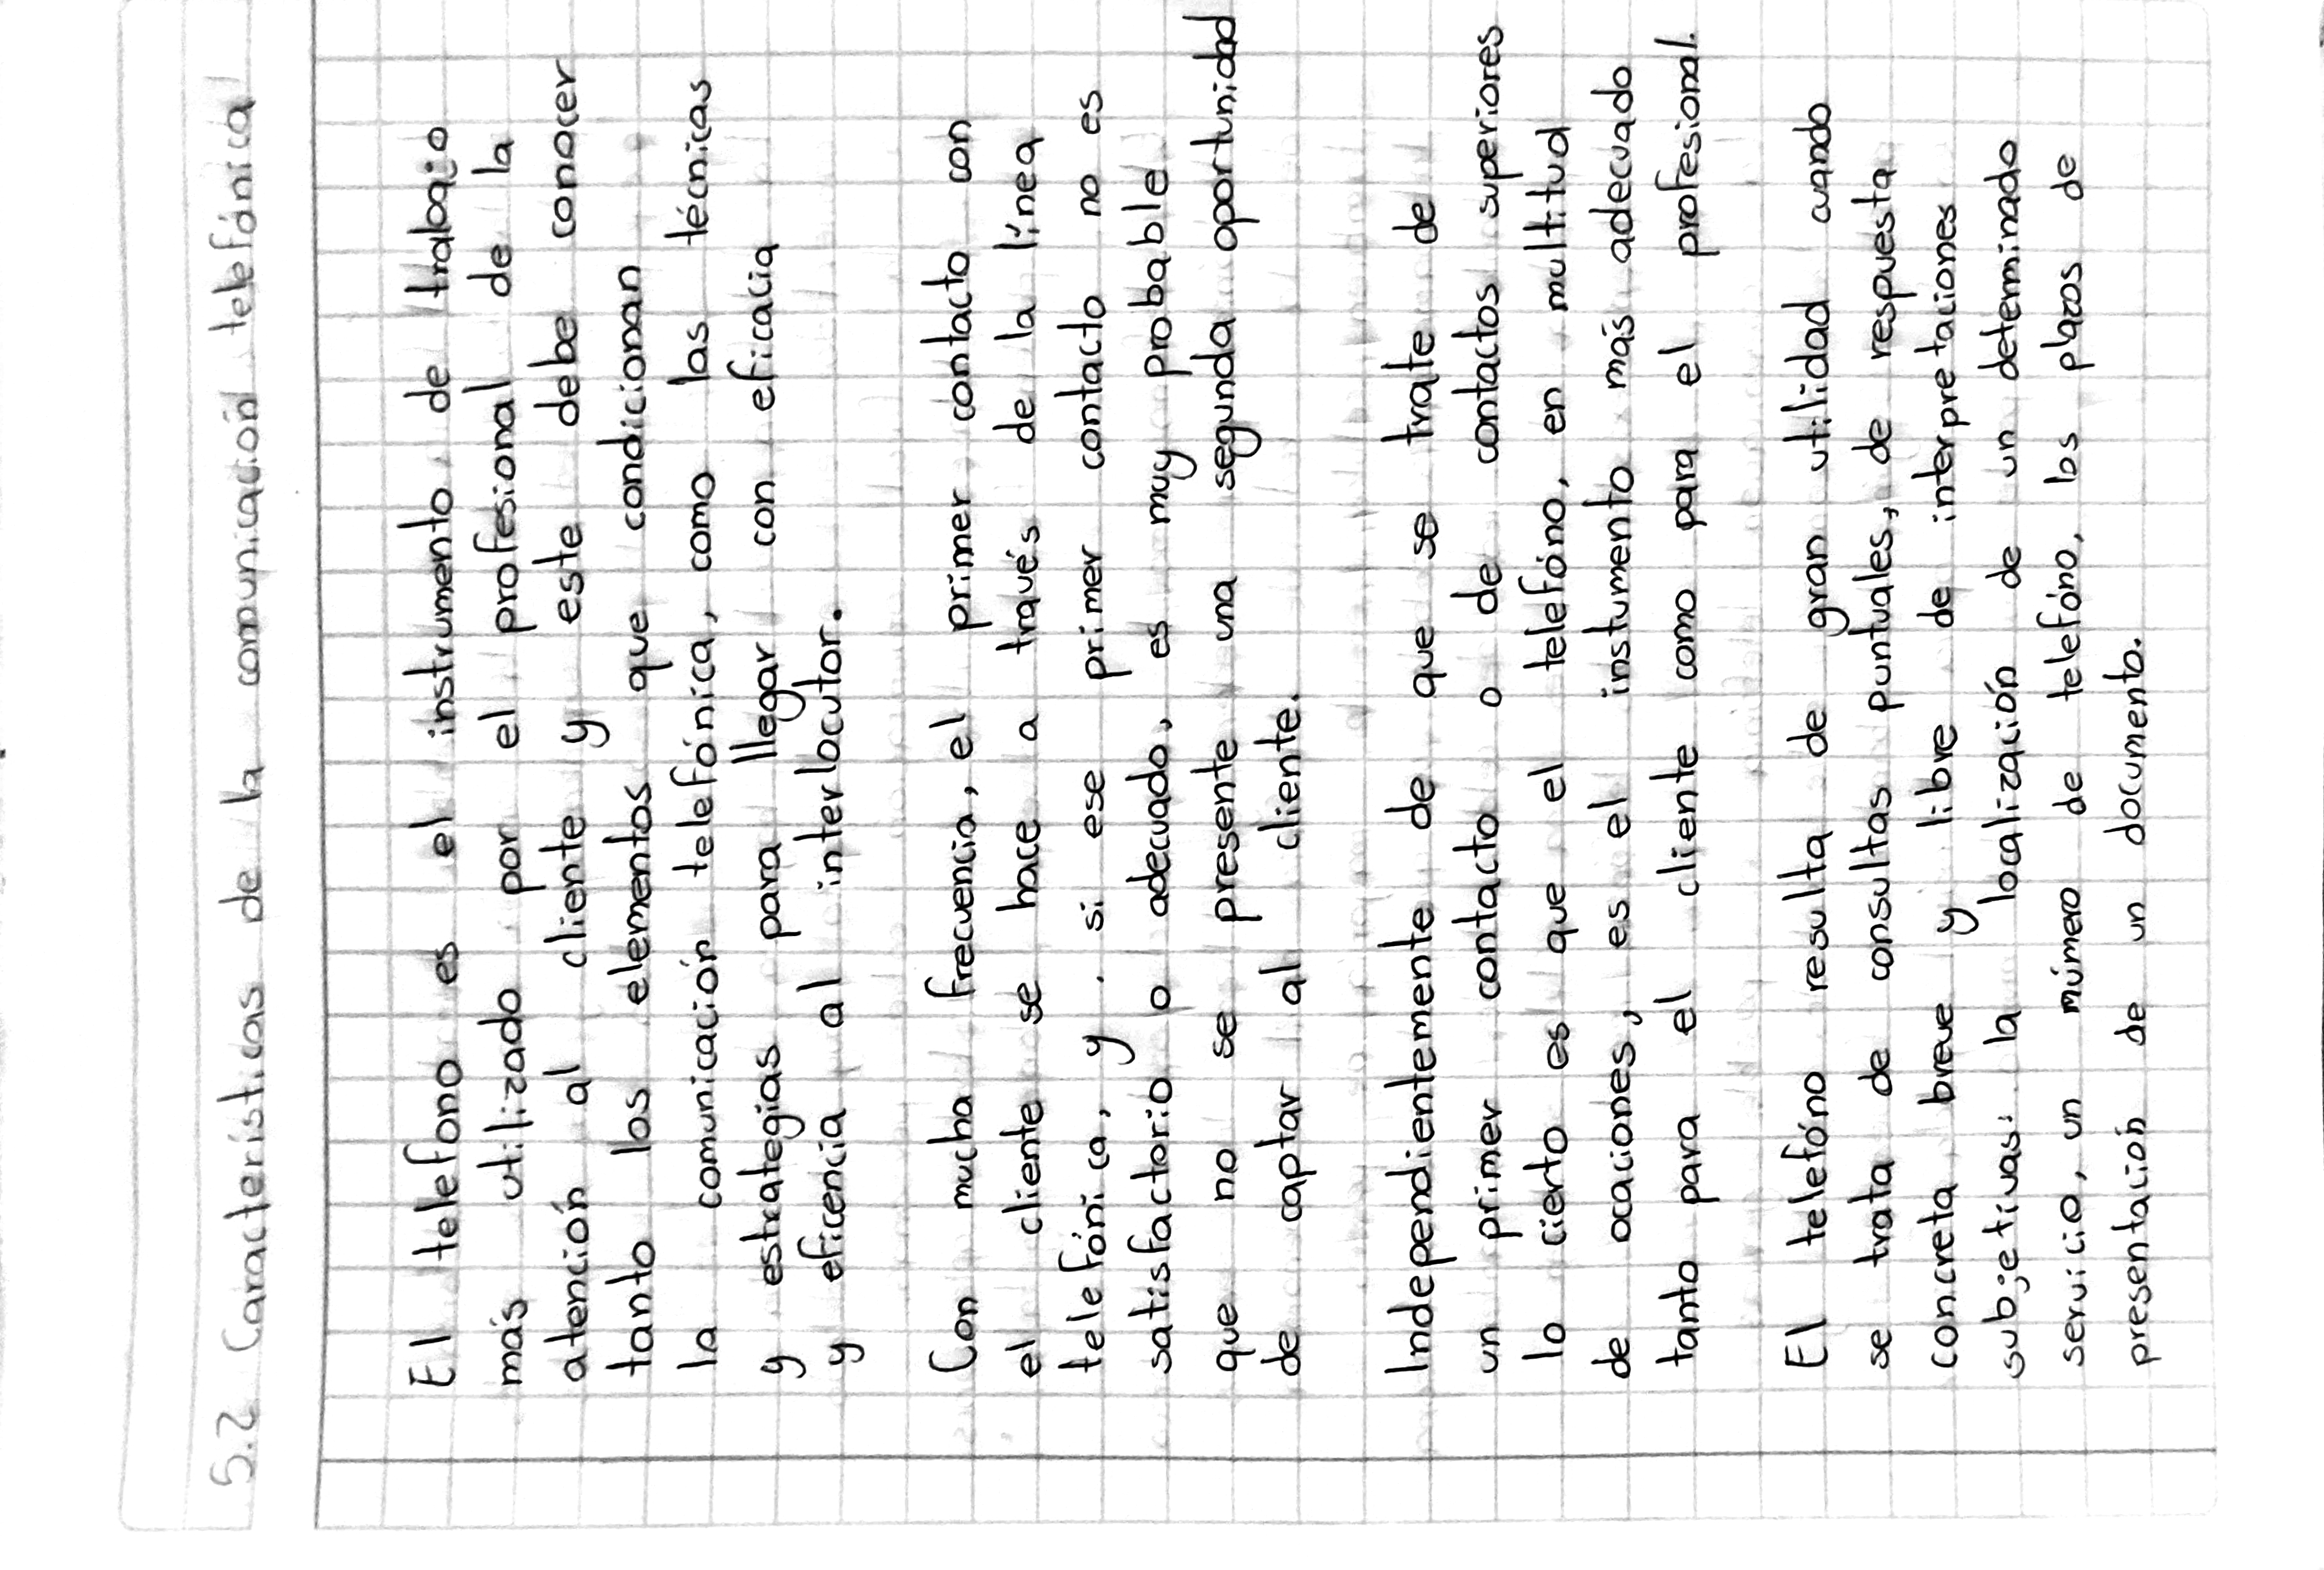 5.2 Características de la comunicación telefónica
El telefono es el instrumento de trabajo
más utilizado por el profesional de la
atención al cliente y este debe conocer
tanto los elementos que condicionan
la comunicación telefónica, como las técnicas
y estrategias para llegar con eficacia
y eficencia al interlocutor.
Con mucha frecuencia, el primer contacto con
el cliente se hace a través de la línea
telefónica, y . si ese primer contacto no es
satisfactorio o adecuado, es muy probable
que no se presente una segunda oportunidad
de captar al cliente.
Independientemente de que se trate de
un primer contacto o de contactos superiores
lo cierto es que el telefóno, en multitud
de ocaciones, es el instumento más adecuado
tanto para el cliente como para el profesional.
El telefóno resulta de gran utilidad cuando
se trata de consultas puntuales, de respuesta
concreta breve y libre de interpretaciones
subjetivas: la localización de un determinado
servicio, un número de telefóno, los plazos de
presentación de un documento.